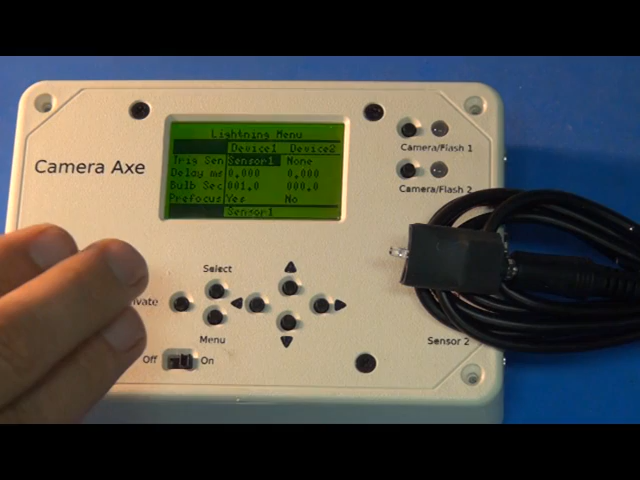 Lightning Menu
Device1 Device2
Trig Sen Sensor1 None
Delay ms 0.000 0.000
Bulb Sec 001.0 000.0
Prefocus Yes No
Sensor1
Camera/Flash 1
Camera/Flash 2
Camera Axe
Select
vate
Menu
Off On
Sensor 2